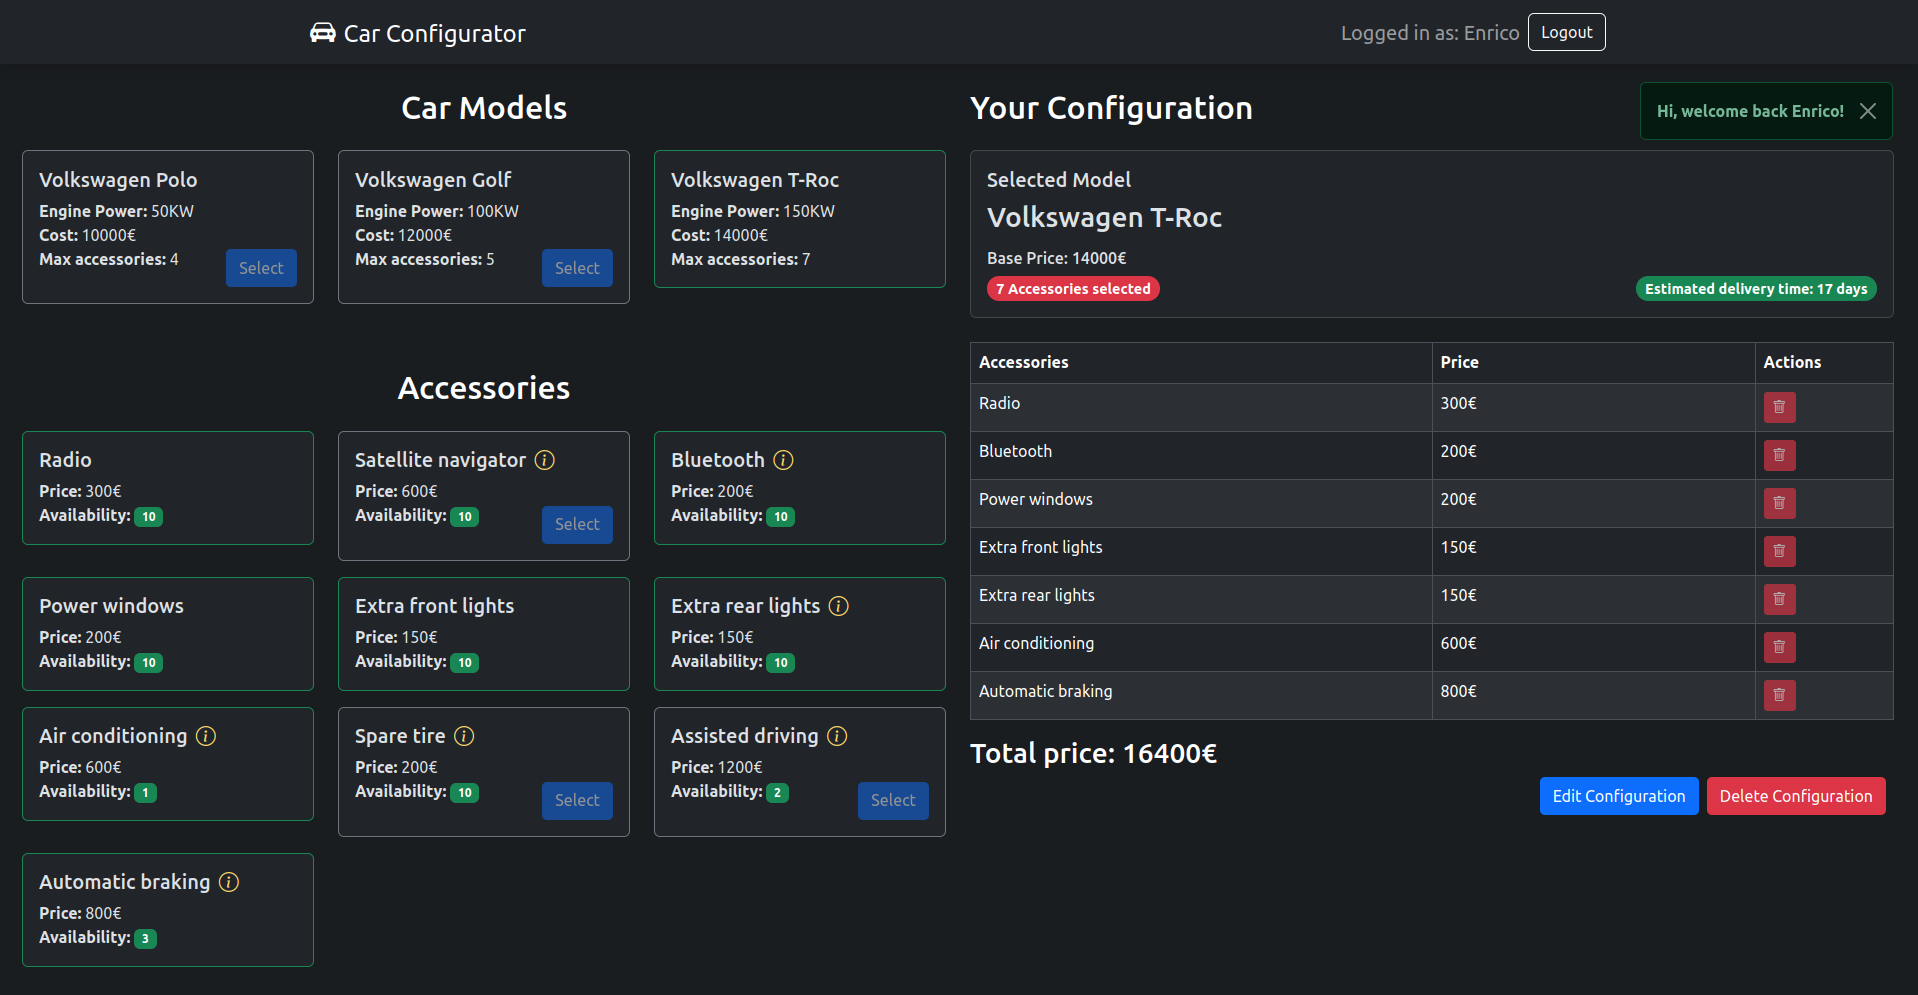 Car Configurator
Logged in as: Enrico
Logout
Car Models
Volkswagen Polo
Engine Power: 50KW
Cost: 10000€
Max accessories: 4
Select
Volkswagen Golf
Engine Power: 100KW
Cost: 12000€
Max accessories: 5
Select
Volkswagen T-Roc
Engine Power: 150KW
Cost: 14000€
Max accessories: 7
Accessories
Radio
Price: 300€
Availability: 10
Satellite navigator
Price: 600€
Availability: 10
Select
Bluetooth
Price: 200€
Availability: 10
Power windows
Price: 200€
Availability: 10
Extra front lights
Price: 150€
Availability: 10
Extra rear lights
Price: 150€
Availability: 10
Air conditioning
Price: 600€
Availability: 1
Spare tire
Price: 200€
Availability: 10
Select
Assisted driving
Price: 1200€
Availability: 2
Select
Automatic braking
Price: 800€
Availability: 3
Your Configuration
Hi, welcome back Enrico!
Selected Model
Volkswagen T-Roc
Base Price: 14000€
7 Accessories selected
Estimated delivery time: 17 days
Accessories Price Actions
Radio 300€
Bluetooth 200€
Power windows 200€
Extra front lights 150€
Extra rear lights 150€
Air conditioning 600€
Automatic braking 800€
Total price: 16400€
Edit Configuration
Delete Configuration